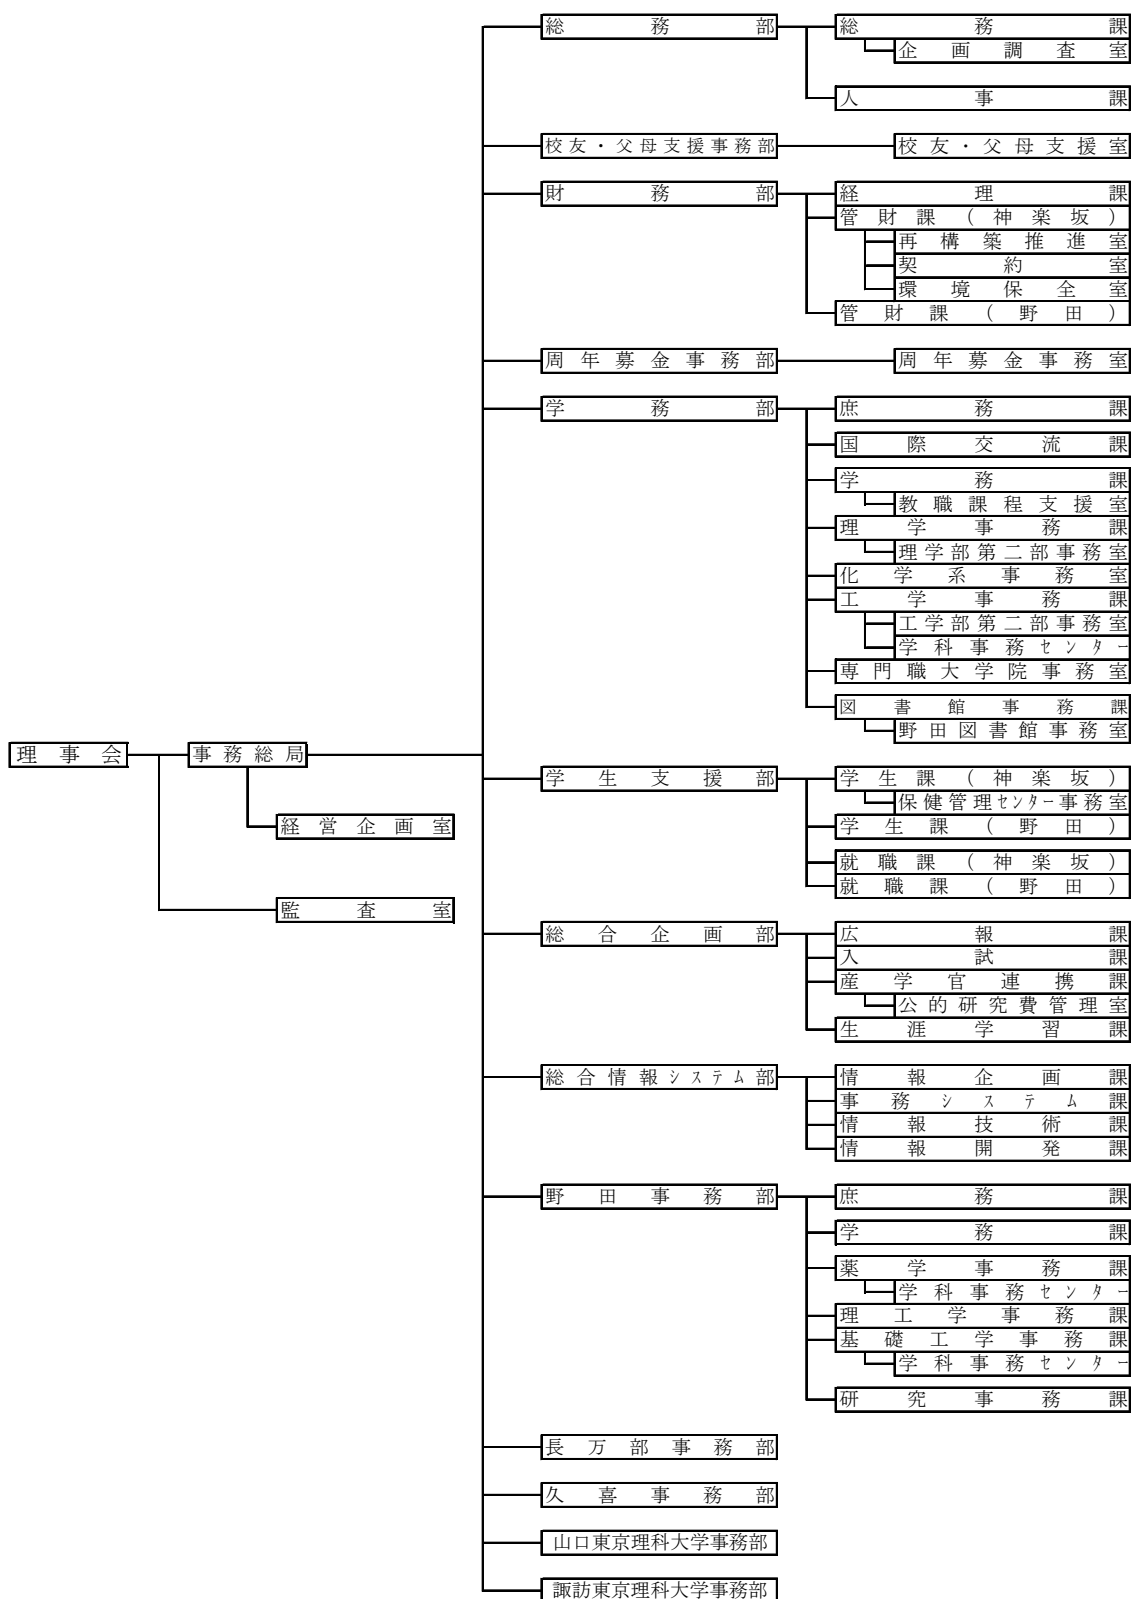 総務部
総務課
企画調査室
人事課
校友・父母支援事務部
校友・父母支援室
財務部
経理課
管財課(神楽坂)
再構築推進室
契約室
環境保全室
管財課(野田)
周年募金事務部
周年募金事務室
学務部
庶務課
国際交流課
学務課
教職課程支援室
理学事務課
理学部第二部事務室
化学系事務室
工学事務課
工学部第二部事務室
学科事務センター
専門職大学院事務室
図書館事務課
野田図書館事務室
理事会
事務総局
経営企画室
監査室
学生支援部
学生課(神楽坂)
保健管理センター事務室
学生課(野田)
就職課(神楽坂)
就職課(野田)
総合企画部
広報課
入試課
産学官連携課
公的研究費管理室
生涯学習課
総合情報システム部
情報企画課
事務システム課
情報技術課
情報開発課
野田事務部
庶務課
学務課
薬学事務課
学科事務センター
理工学事務課
基礎工学事務課
学科事務センター
研究事務課
長万部事務部
久喜事務部
山口東京理科大学事務部
諏訪東京理科大学事務部